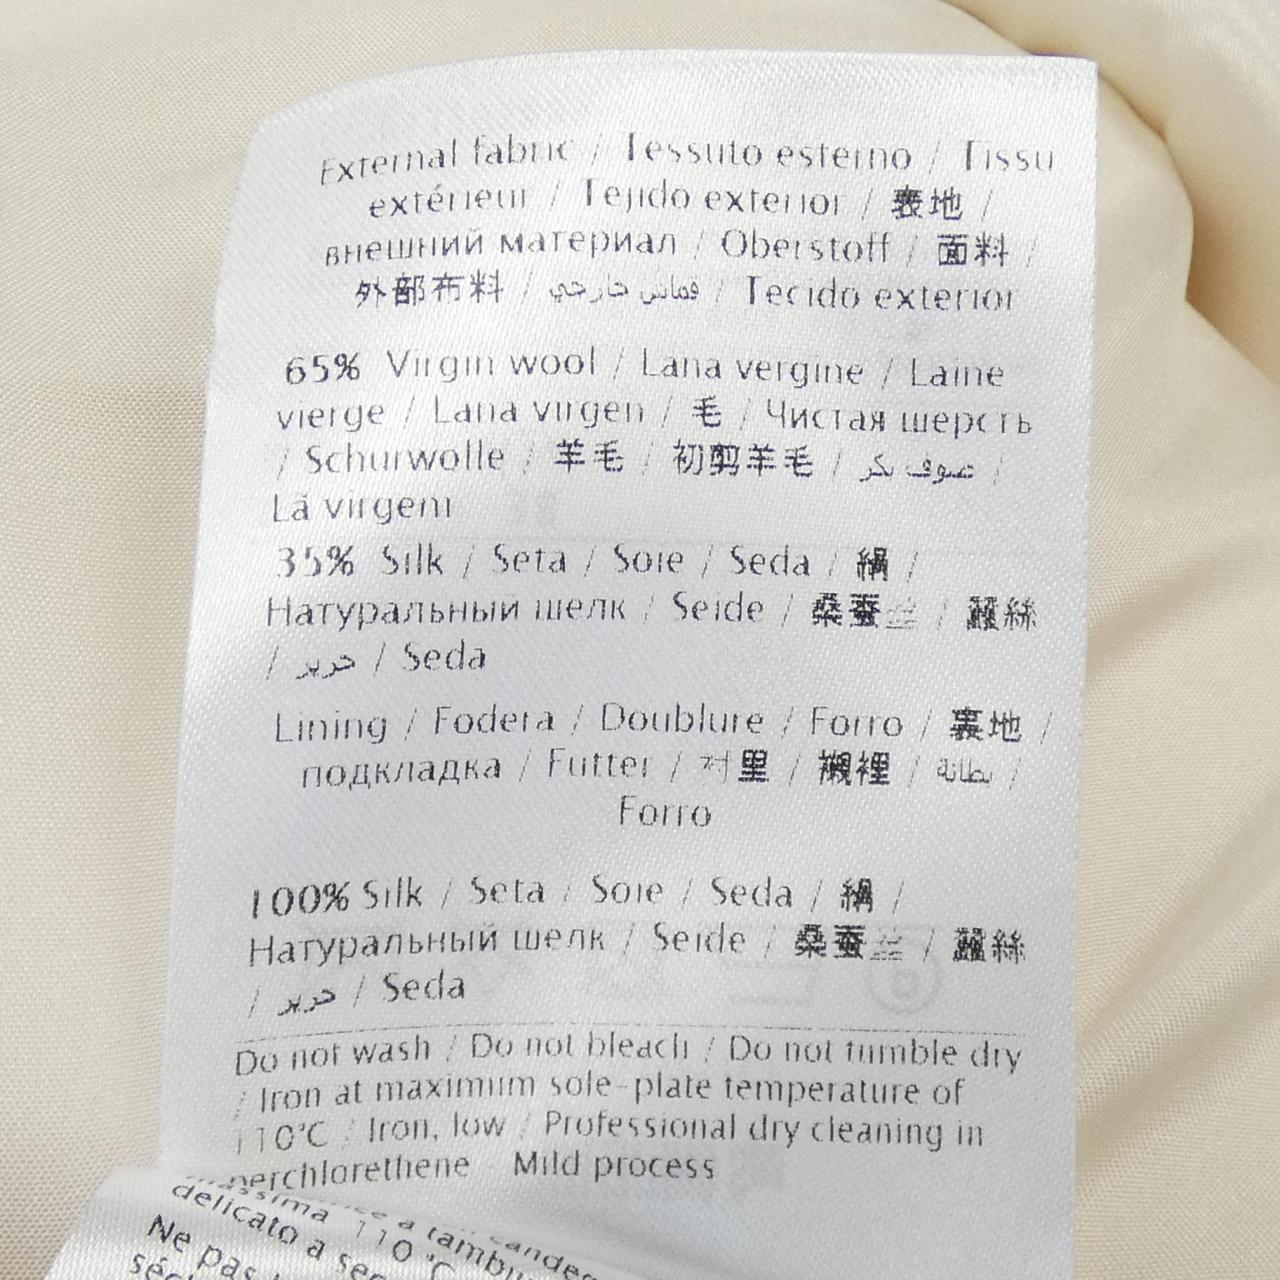 External fabric / Tessuto esterno / Tissu
extérieur / Tejido exterior / 表地 /
внешний материал / Oberstoff / 面料 /
外部布料 / قماش خارجي / Tecido exterior
65% Virgin wool / Lana vergine / Laine
vierge / Lana virgen / 毛 / Чистая шерсть
/ Schurwolle / 羊毛 / 初剪羊毛 / صوف بكر /
Lã virgem
35% Silk / Seta / Soie / Seda / 絹 /
Натуральный шелк / Seide / 桑蚕丝 / 蠶絲
/ حرير / Seda
Lining / Fodera / Doublure / Forro / 裏地 /
подкладка / Futter / 衬里 / 襯裡 / بطانة /
Forro
100% Silk / Seta / Soie / Seda / 絹 /
Натуральный шелк / Seide / 桑蚕丝 / 蠶絲
/ حرير / Seda
Do not wash / Do not bleach / Do not tumble dry
/ Iron at maximum sole-plate temperature of
110°C / Iron, low / Professional dry cleaning in
perchlorethene - Mild process
110 °C
delicato a sec
Ne pas